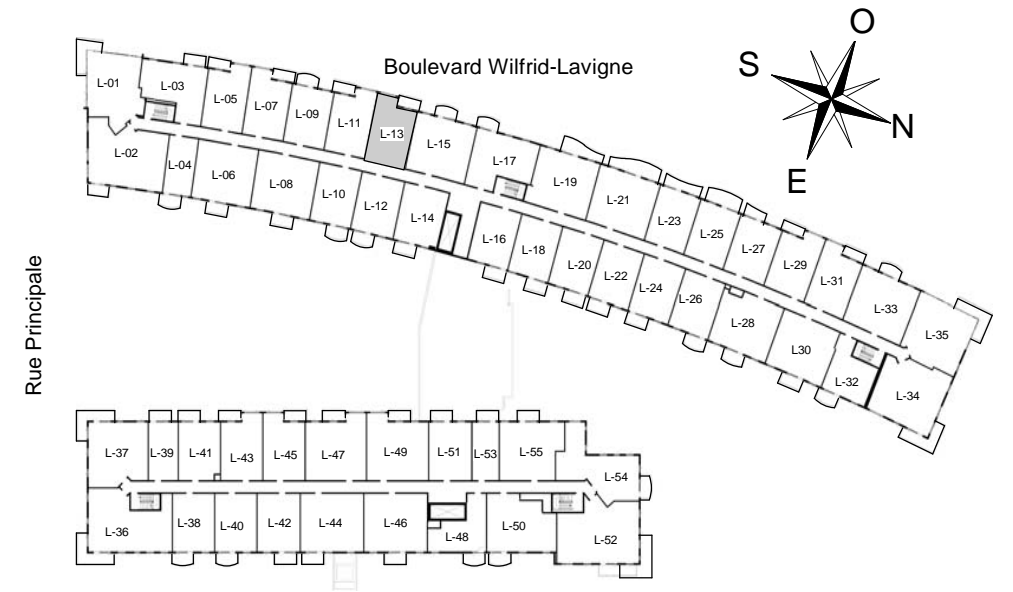 O
S
N
E
Boulevard Wilfrid-Lavigne
Rue Principale
L-01
L-03
L-05
L-07
L-09
L-11
L-13
L-15
L-17
L-19
L-21
L-23
L-25
L-27
L-29
L-31
L-33
L-35
L-02
L-04
L-06
L-08
L-10
L-12
L-14
L-16
L-18
L-20
L-22
L-24
L-26
L-28
L30
L-32
L-34
L-37
L-39
L-41
L-43
L-45
L-47
L-49
L-51
L-53
L-55
L-54
L-36
L-38
L-40
L-42
L-44
L-46
L-48
L-50
L-52